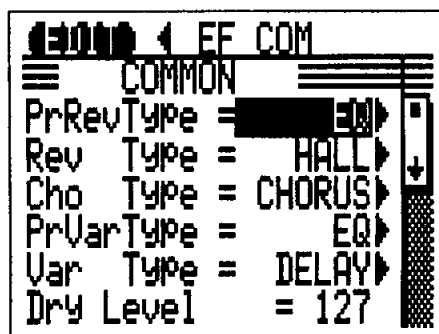 EDIT EF COM
COMMON
PrRevType = EQ
Rev Type = HALL
Cho Type = CHORUS
PrVarType = EQ
Var Type = DELAY
Dry Level = 127